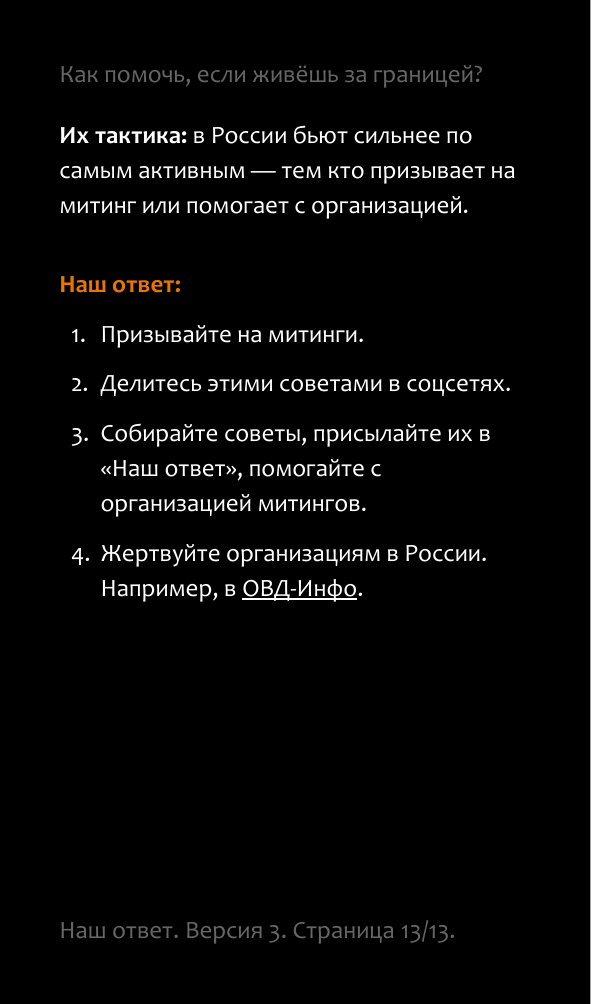 Как помочь, если живёшь за границей?
Их тактика: в России бьют сильнее по
самым активным — тем кто призывает на
митинг или помогает с организацией.
Наш ответ:
1. Призывайте на митинги.
2. Делитесь этими советами в соцсетях.
3. Собирайте советы, присылайте их в
«Наш ответ», помогайте с
организацией митингов.
4. Жертвуйте организациям в России.
Например, в ОВД-Инфо.
Наш ответ. Версия 3. Страница 13/13.